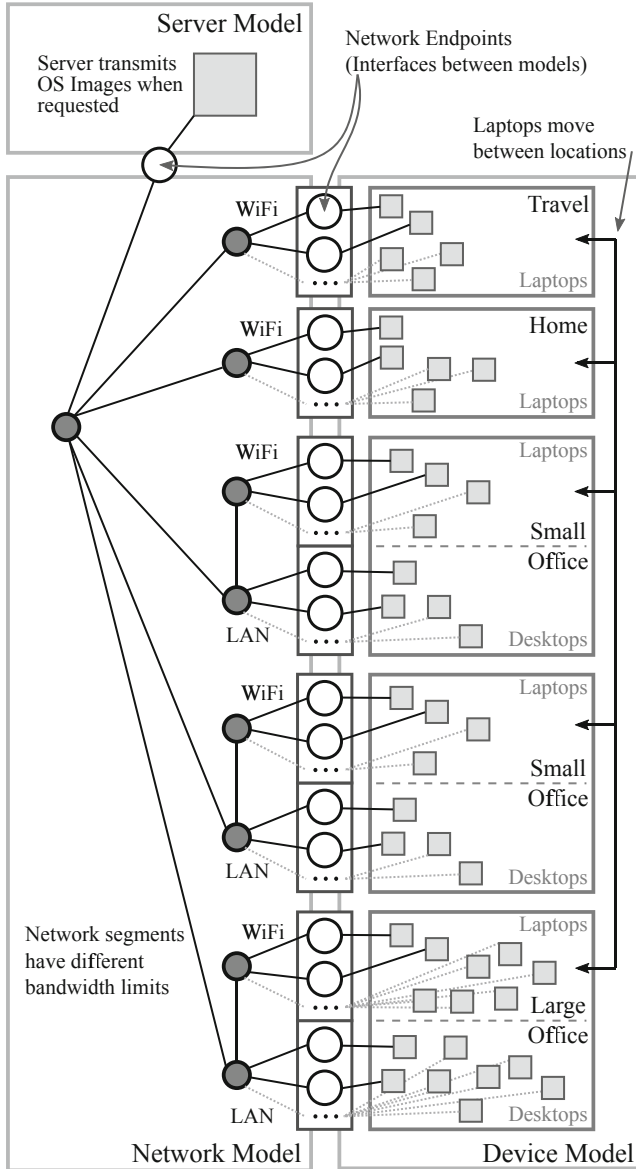 Server Model
Server transmits
OS Images when
requested
Network Endpoints
(Interfaces between models)
Laptops move
between locations
WiFi
Travel
...
Laptops
WiFi
Home
...
Laptops
WiFi
Laptops
...
Small
Office
LAN
...
Desktops
WiFi
Laptops
...
Small
Office
LAN
...
Desktops
WiFi
Laptops
Network segments
have different
bandwidth limits
...
Large
Office
LAN
...
Desktops
Network Model
Device Model